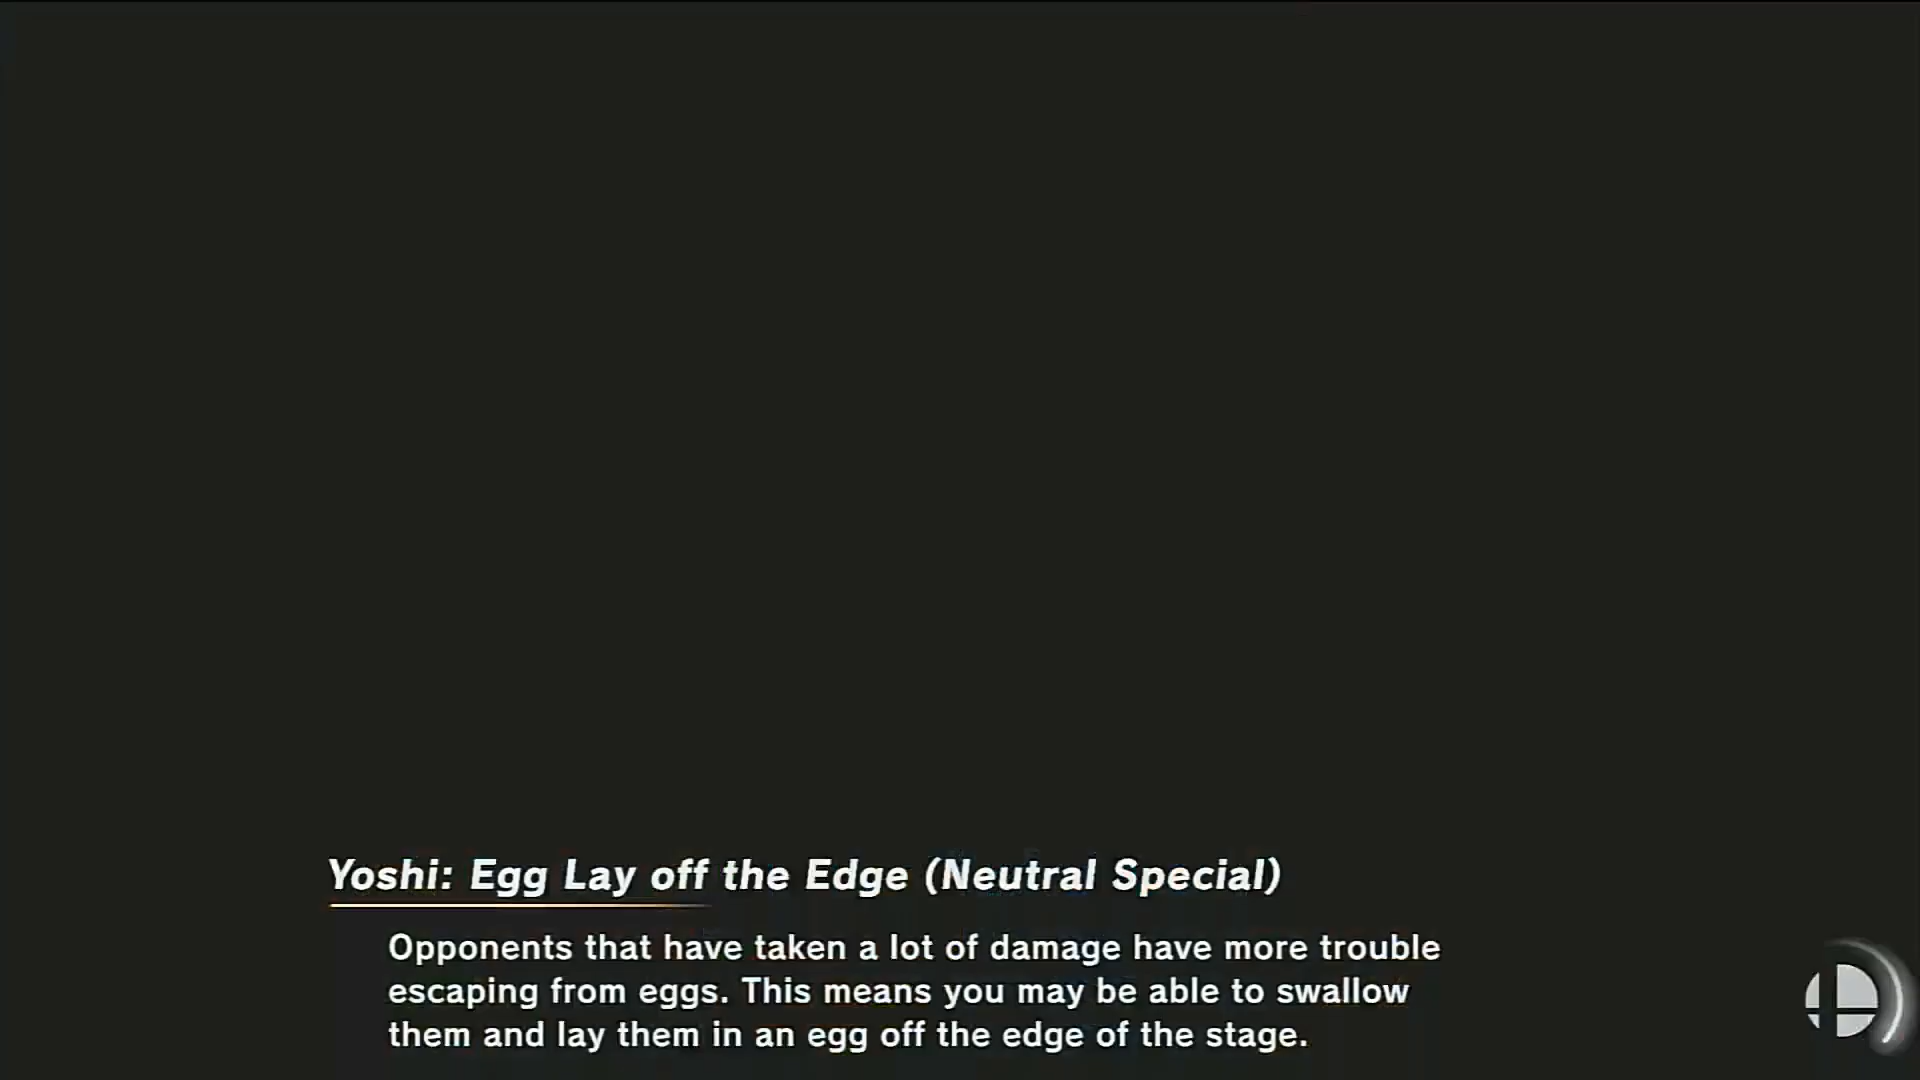 Yoshi: Egg Lay off the Edge (Neutral Special)
Opponents that have taken a lot of damage have more trouble
escaping from eggs. This means you may be able to swallow
them and lay them in an egg off the edge of the stage.